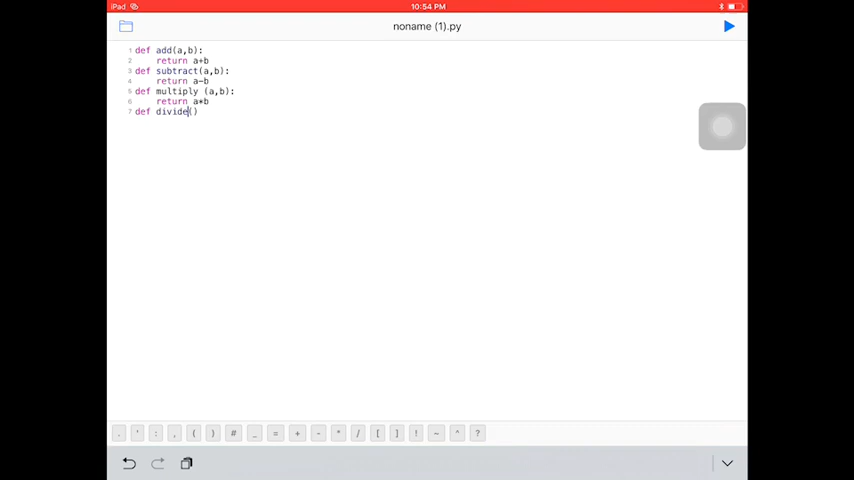 iPad 10:54 PM
noname (1).py
1 def add(a,b):
2 return a+b
3 def subtract(a,b):
4 return a-b
5 def multiply (a,b):
6 return a*b
7 def divide()
. ' : , ( ) # _ = + - * / [ ] ! ~ ^ ?